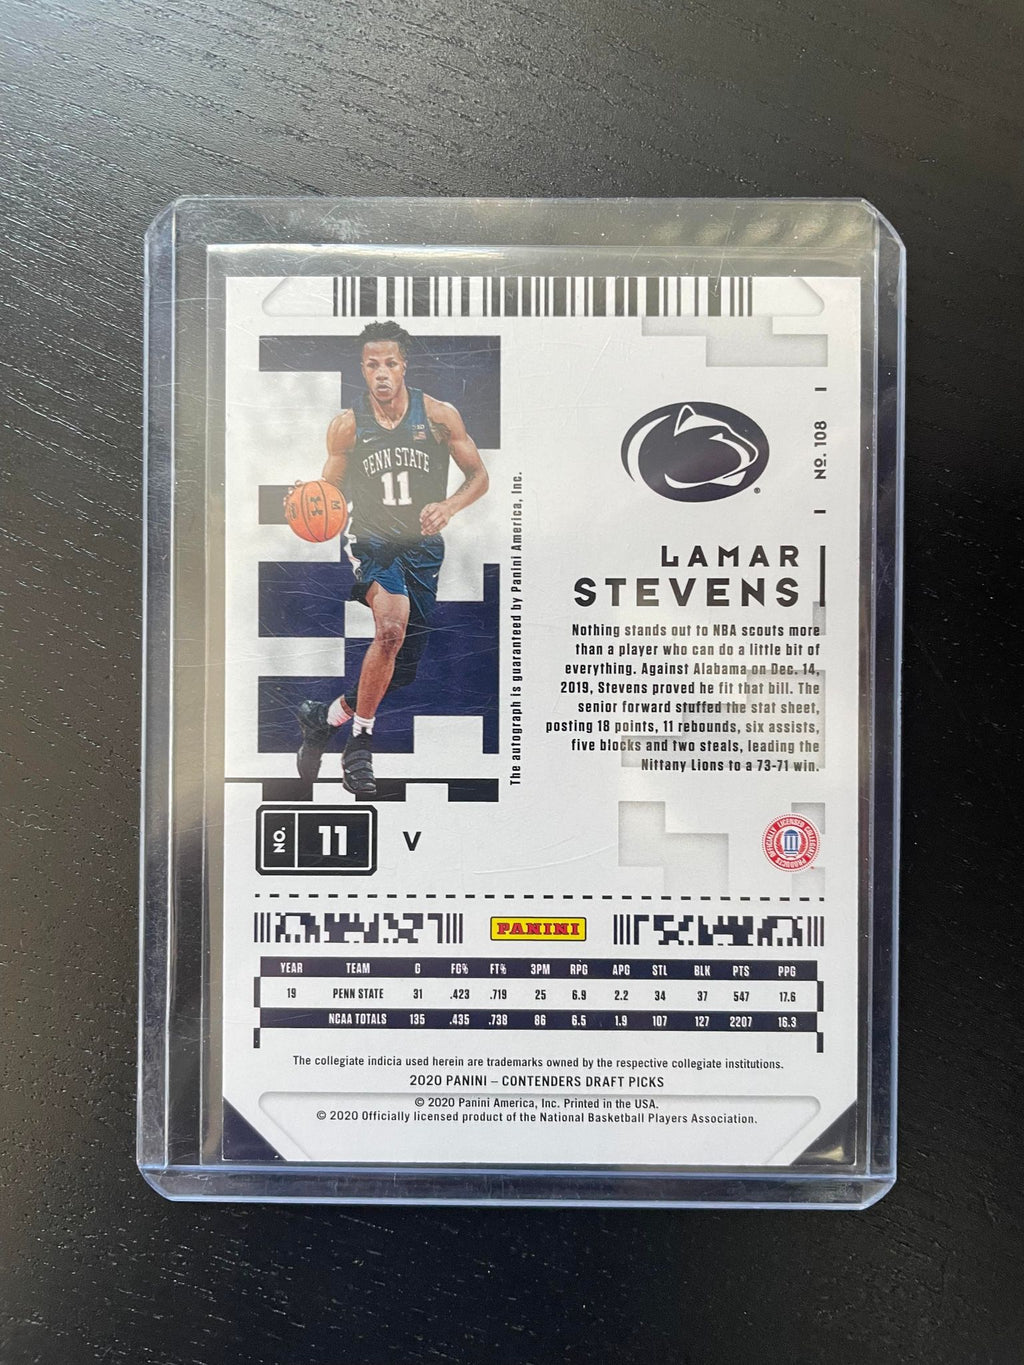 PENN STATE
11
The autograph is guaranteed by Panini America, Inc.
No. 108
LAMAR
STEVENS
Nothing stands out to NBA scouts more
than a player who can do a little bit of
everything. Against Alabama on Dec. 14,
2019, Stevens proved he fit that bill. The
senior forward stuffed the stat sheet,
posting 18 points, 11 rebounds, six assists,
five blocks and two steals, leading the
Nittany Lions to a 73-71 win.
NO. 11 V
OFFICIALLY LICENSED COLLEGIATE PRODUCTS
PANINI
YEAR TEAM G FG% FT% 3PM RPG APG STL BLK PTS PPG
19 PENN STATE 31 .423 .719 25 6.9 2.2 34 37 547 17.6
NCAA TOTALS 135 .435 .738 86 6.5 1.9 107 127 2207 16.3
The collegiate indicia used herein are trademarks owned by the respective collegiate institutions.
2020 PANINI – CONTENDERS DRAFT PICKS
© 2020 Panini America, Inc. Printed in the USA.
© 2020 Officially licensed product of the National Basketball Players Association.